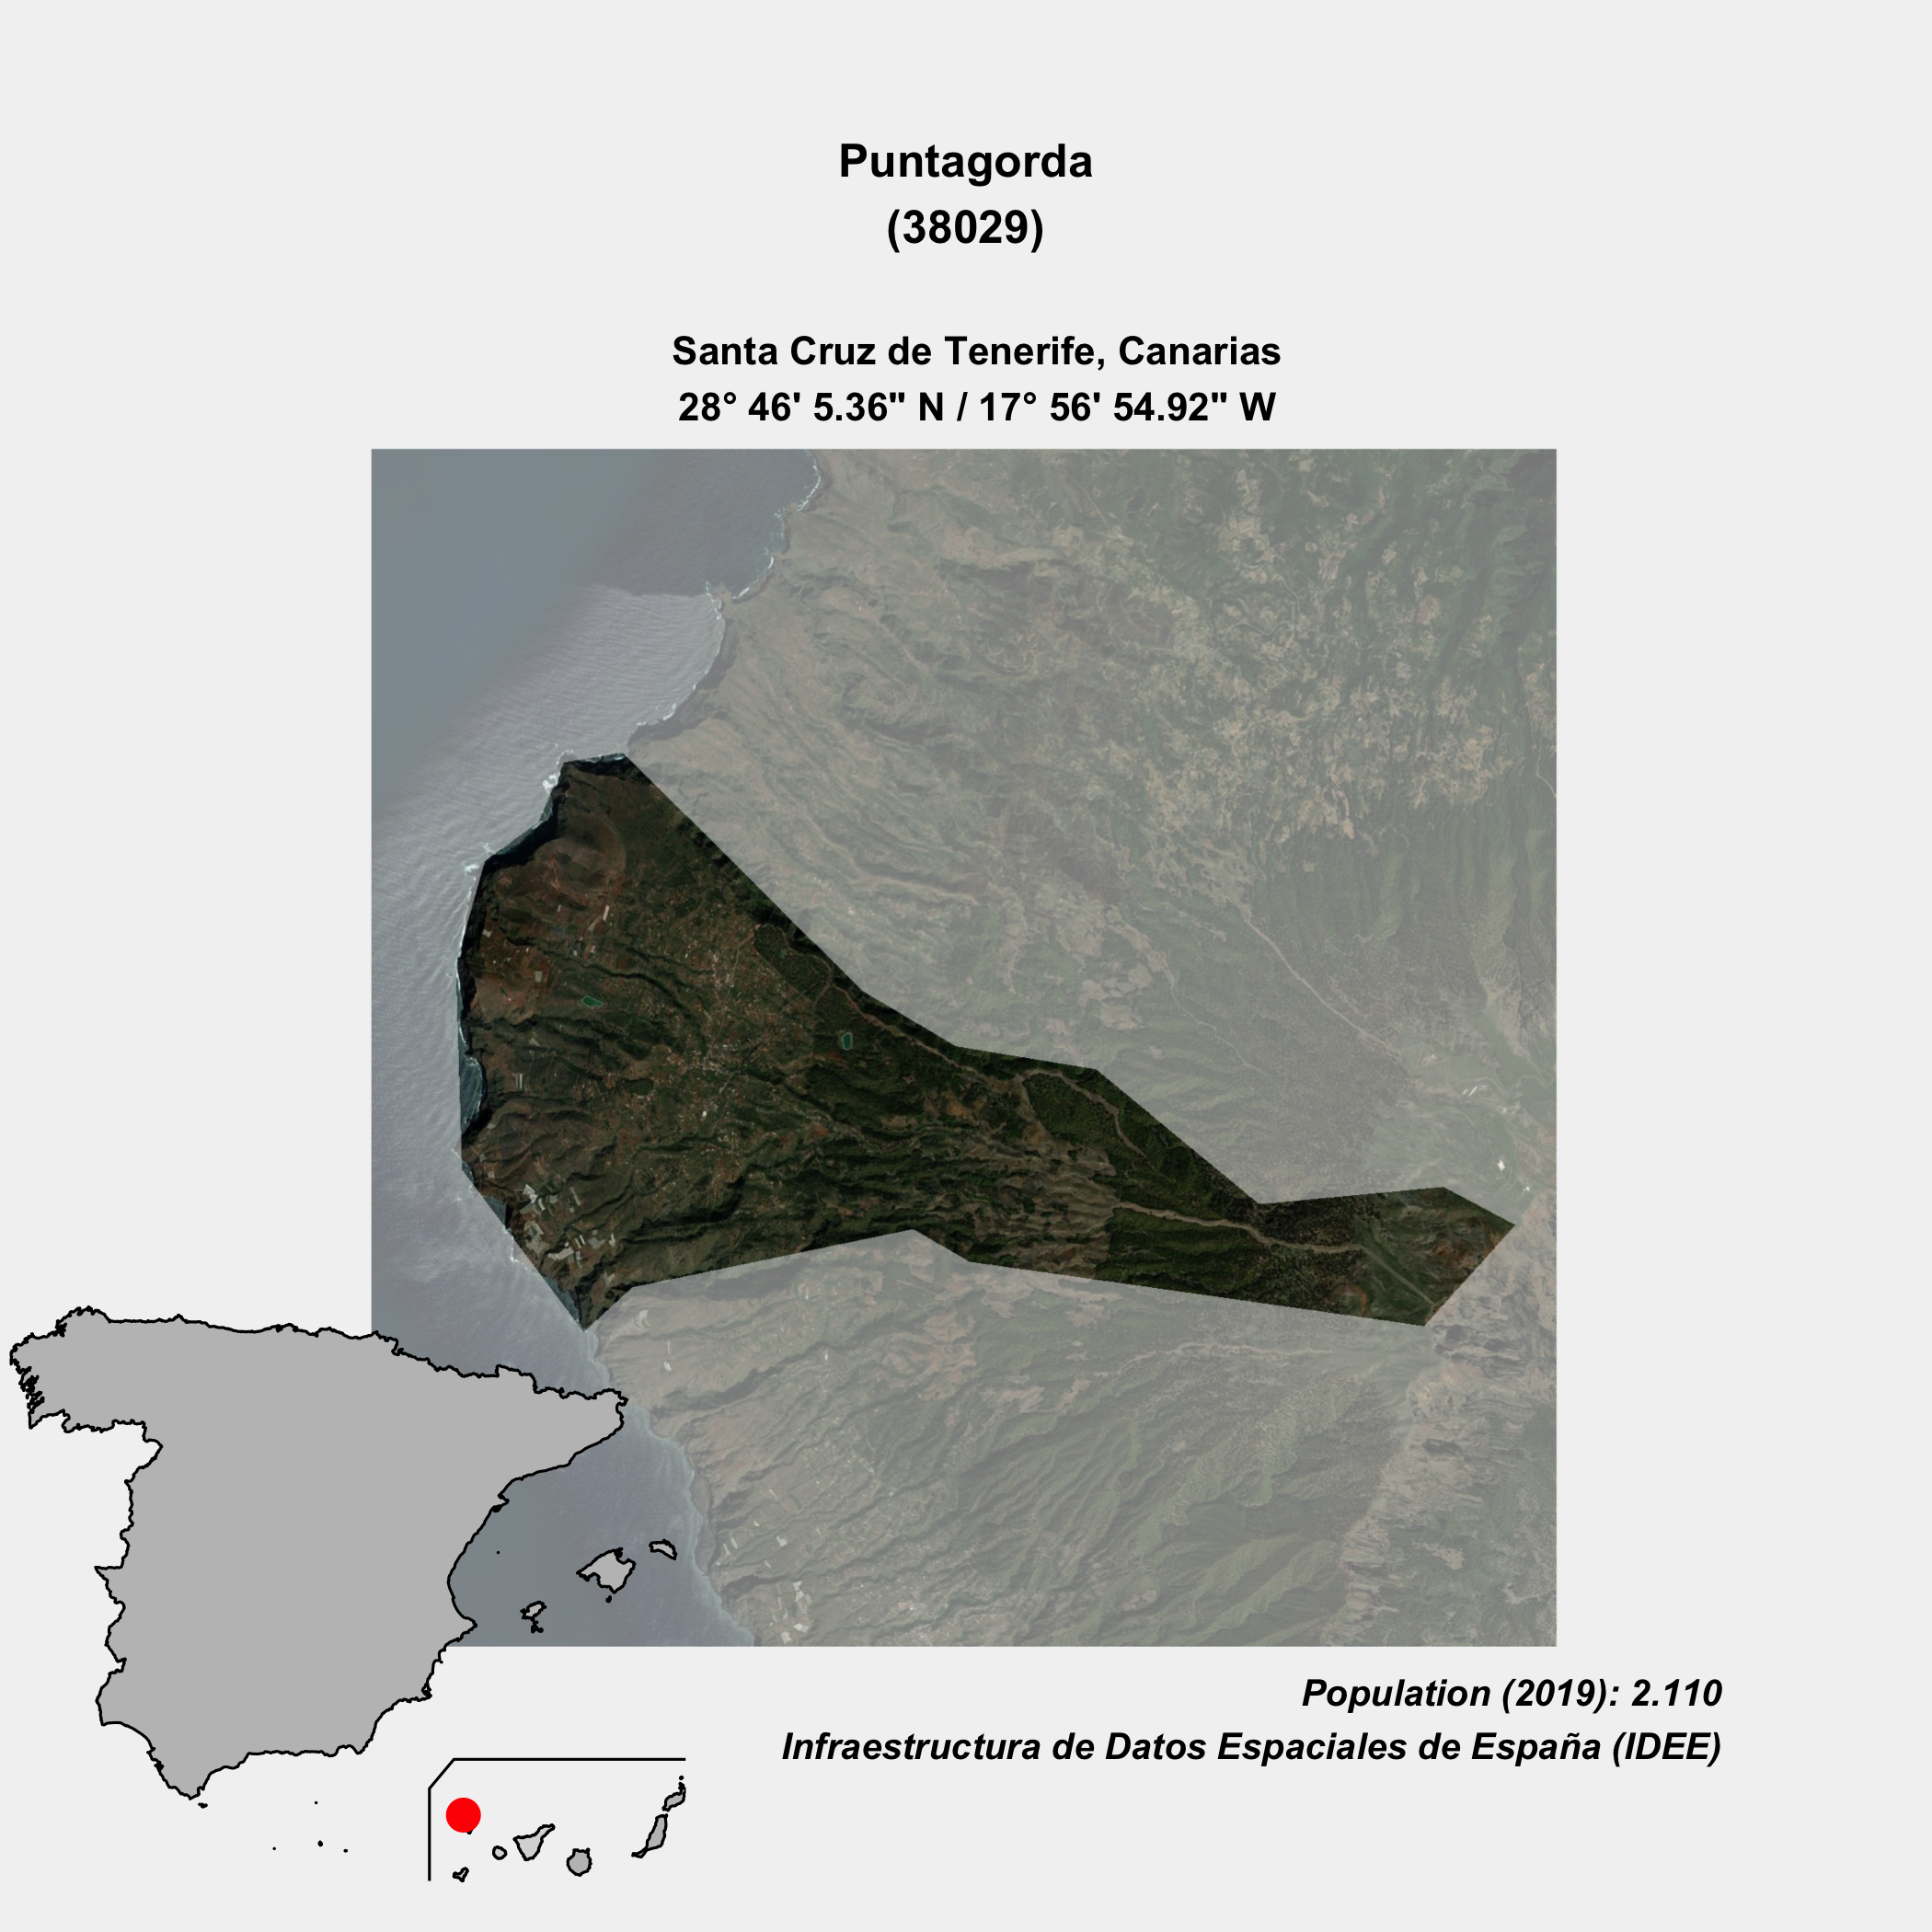 Puntagorda
(38029)
Santa Cruz de Tenerife, Canarias
28° 46' 5.36" N / 17° 56' 54.92" W
Population (2019): 2.110
Infraestructura de Datos Espaciales de España (IDEE)